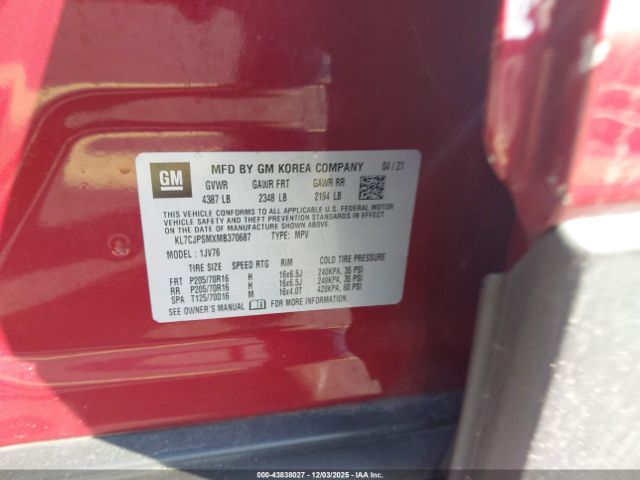 GM
MFD BY GM KOREA COMPANY 04 / 21
GVWR GAWR FRT GAWR RR
4387 LB 2348 LB 2194 LB
THIS VEHICLE CONFORMS TO ALL APPLICABLE U.S. FEDERAL MOTOR
VEHICLE SAFETY AND THEFT PREVENTION STANDARDS IN EFFECT ON
THE DATE OF MANUFACTURE SHOWN ABOVE.
KL7CJPSMXMB370687 TYPE: MPV
MODEL : 1JV76
TIRE SIZE SPEED RTG RIM COLD TIRE PRESSURE
FRT P205/70R16 H 16x6.5J 240KPA, 35 PSI
RR P205/70R16 H 16x6.5J 240KPA, 35 PSI
SPA T125/70D16 M 16x4.0T 420KPA, 60 PSI
SEE OWNER'S MANUAL FOR MORE INFORMATION.
000-43838027 - 12/03/2025 - IAAI.COM